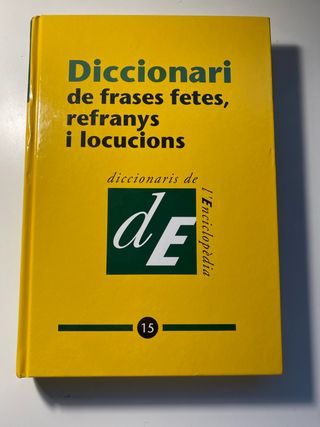 Diccionari
de frases fetes,
refranys
i locucions
diccionaris de
l'Enciclopèdia
dE
15